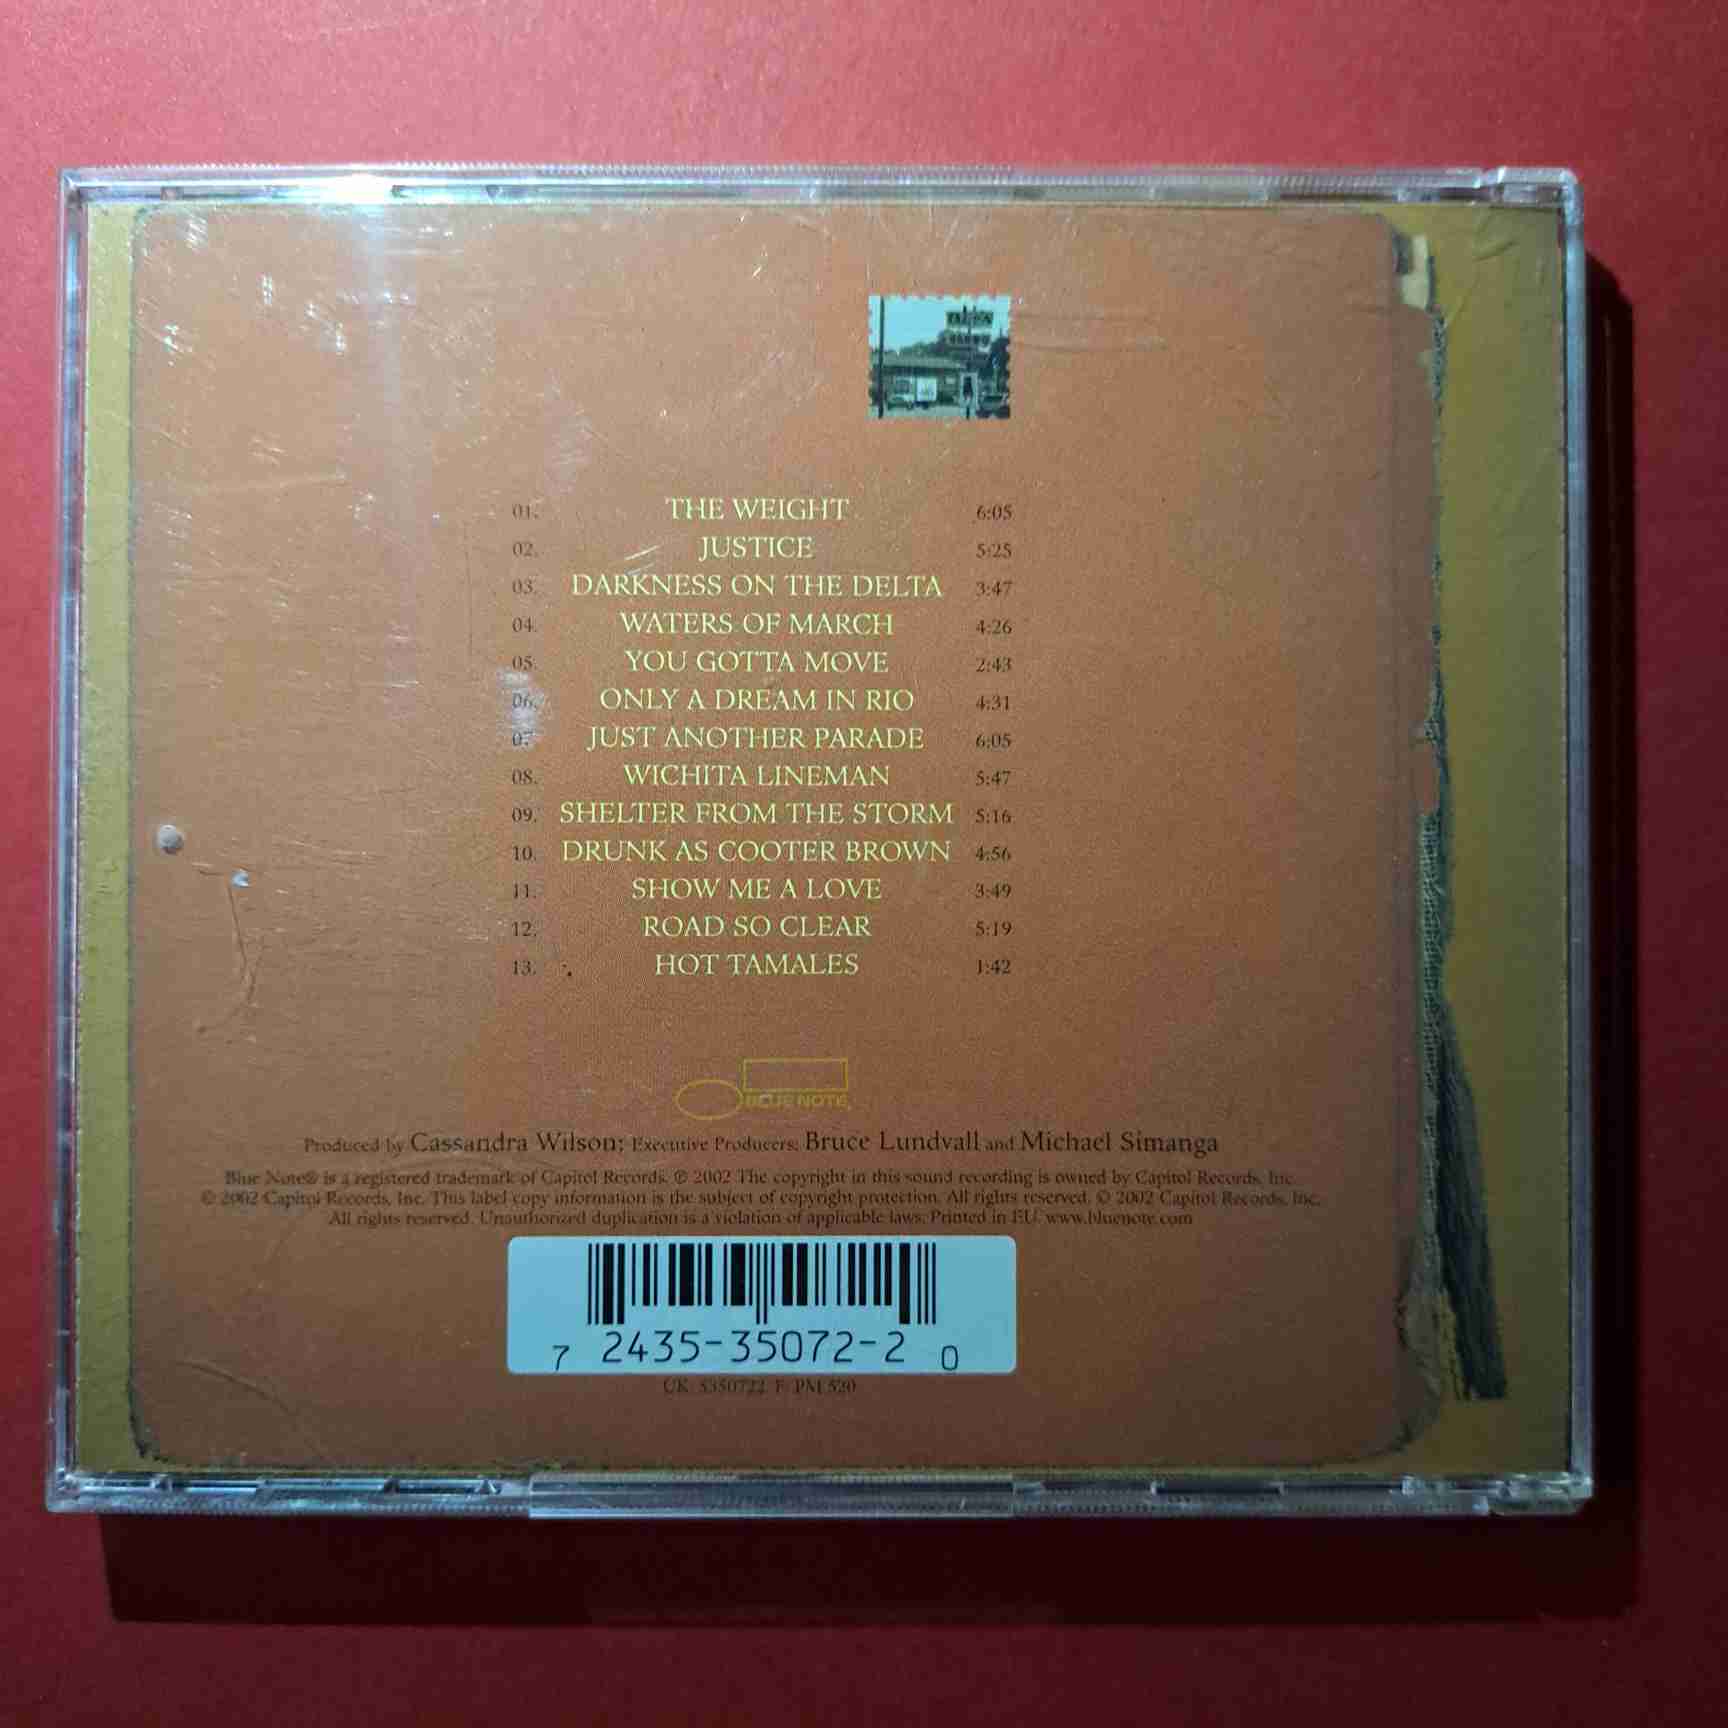 01. THE WEIGHT 6:05
02. JUSTICE 5:25
03. DARKNESS ON THE DELTA 3:47
04. WATERS OF MARCH 4:26
05. YOU GOTTA MOVE 2:43
06. ONLY A DREAM IN RIO 4:31
07. JUST ANOTHER PARADE 6:05
08. WICHITA LINEMAN 5:47
09. SHELTER FROM THE STORM 5:16
10. DRUNK AS COOTER BROWN 4:56
11. SHOW ME A LOVE 3:49
12. ROAD SO CLEAR 5:19
13. HOT TAMALES 1:42
BLUE NOTE
Produced by Cassandra Wilson; Executive Producers: Bruce Lundvall and Michael Simanga
Blue Note® is a registered trademark of Capitol Records. ℗ 2002 The copyright in this sound recording is owned by Capitol Records, Inc.
© 2002 Capitol Records, Inc. This label copy information is the subject of copyright protection. All rights reserved. © 2002 Capitol Records, Inc.
All rights reserved. Unauthorized duplication is a violation of applicable laws. Printed in EU. www.bluenote.com
7 2435-35072-2 0
UK: 5350722 F: PM 520